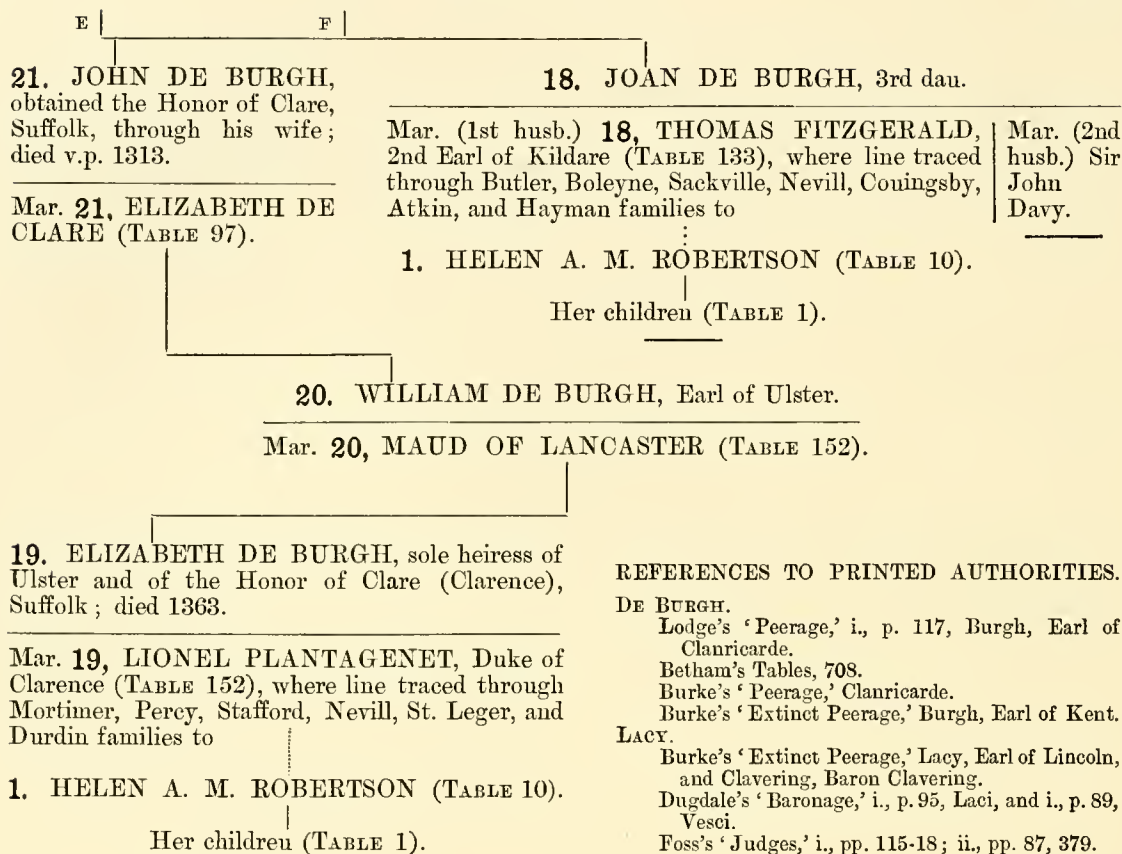 E F
21. JOHN DE BURGH,
obtained the Honor of Clare,
Suffolk, through his wife;
died v.p. 1313.
Mar. 21, ELIZABETH DE
CLARE (TABLE 97).
18. JOAN DE BURGH, 3rd dau.
Mar. (1st husb.) 18, THOMAS FITZGERALD,
2nd Earl of Kildare (TABLE 133), where line traced
through Butler, Boleyne, Sackville, Nevill, Couingsby,
Atkin, and Hayman families to
Mar. (2nd
husb.) Sir
John
Davy.
1. HELEN A. M. ROBERTSON (TABLE 10).
Her children (TABLE 1).
20. WILLIAM DE BURGH, Earl of Ulster.
Mar. 20, MAUD OF LANCASTER (TABLE 152).
19. ELIZABETH DE BURGH, sole heiress of
Ulster and of the Honor of Clare (Clarence),
Suffolk; died 1363.
Mar. 19, LIONEL PLANTAGENET, Duke of
Clarence (TABLE 152), where line traced through
Mortimer, Percy, Stafford, Nevill, St. Leger, and
Durdin families to
1. HELEN A. M. ROBERTSON (TABLE 10).
Her children (TABLE 1).
REFERENCES TO PRINTED AUTHORITIES.
DE BURGH.
Lodge's 'Peerage,' i., p. 117, Burgh, Earl of
Clanricarde.
Betham's Tables, 708.
Burke's 'Peerage,' Clanricarde.
Burke's 'Extinct Peerage,' Burgh, Earl of Kent.
LACY.
Burke's 'Extinct Peerage,' Lacy, Earl of Lincoln,
and Clavering, Baron Clavering.
Dugdale's 'Baronage,' i., p. 95, Laci, and i., p. 89,
Vesci.
Foss's 'Judges,' i., pp. 115-18; ii., pp. 87, 379.